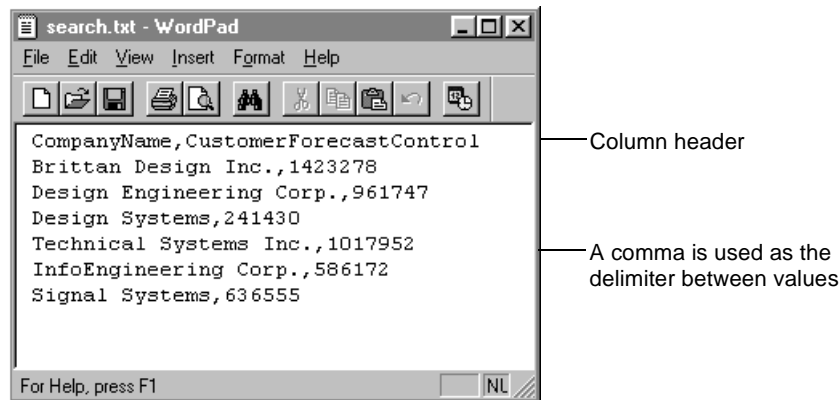 search.txt - WordPad
File Edit View Insert Format Help
CompanyName,CustomerForecastControl
Brittan Design Inc.,1423278
Design Engineering Corp.,961747
Design Systems,241430
Technical Systems Inc.,1017952
InfoEngineering Corp.,586172
Signal Systems,636555
For Help, press F1
NU
Column header
A comma is used as the
delimiter between values